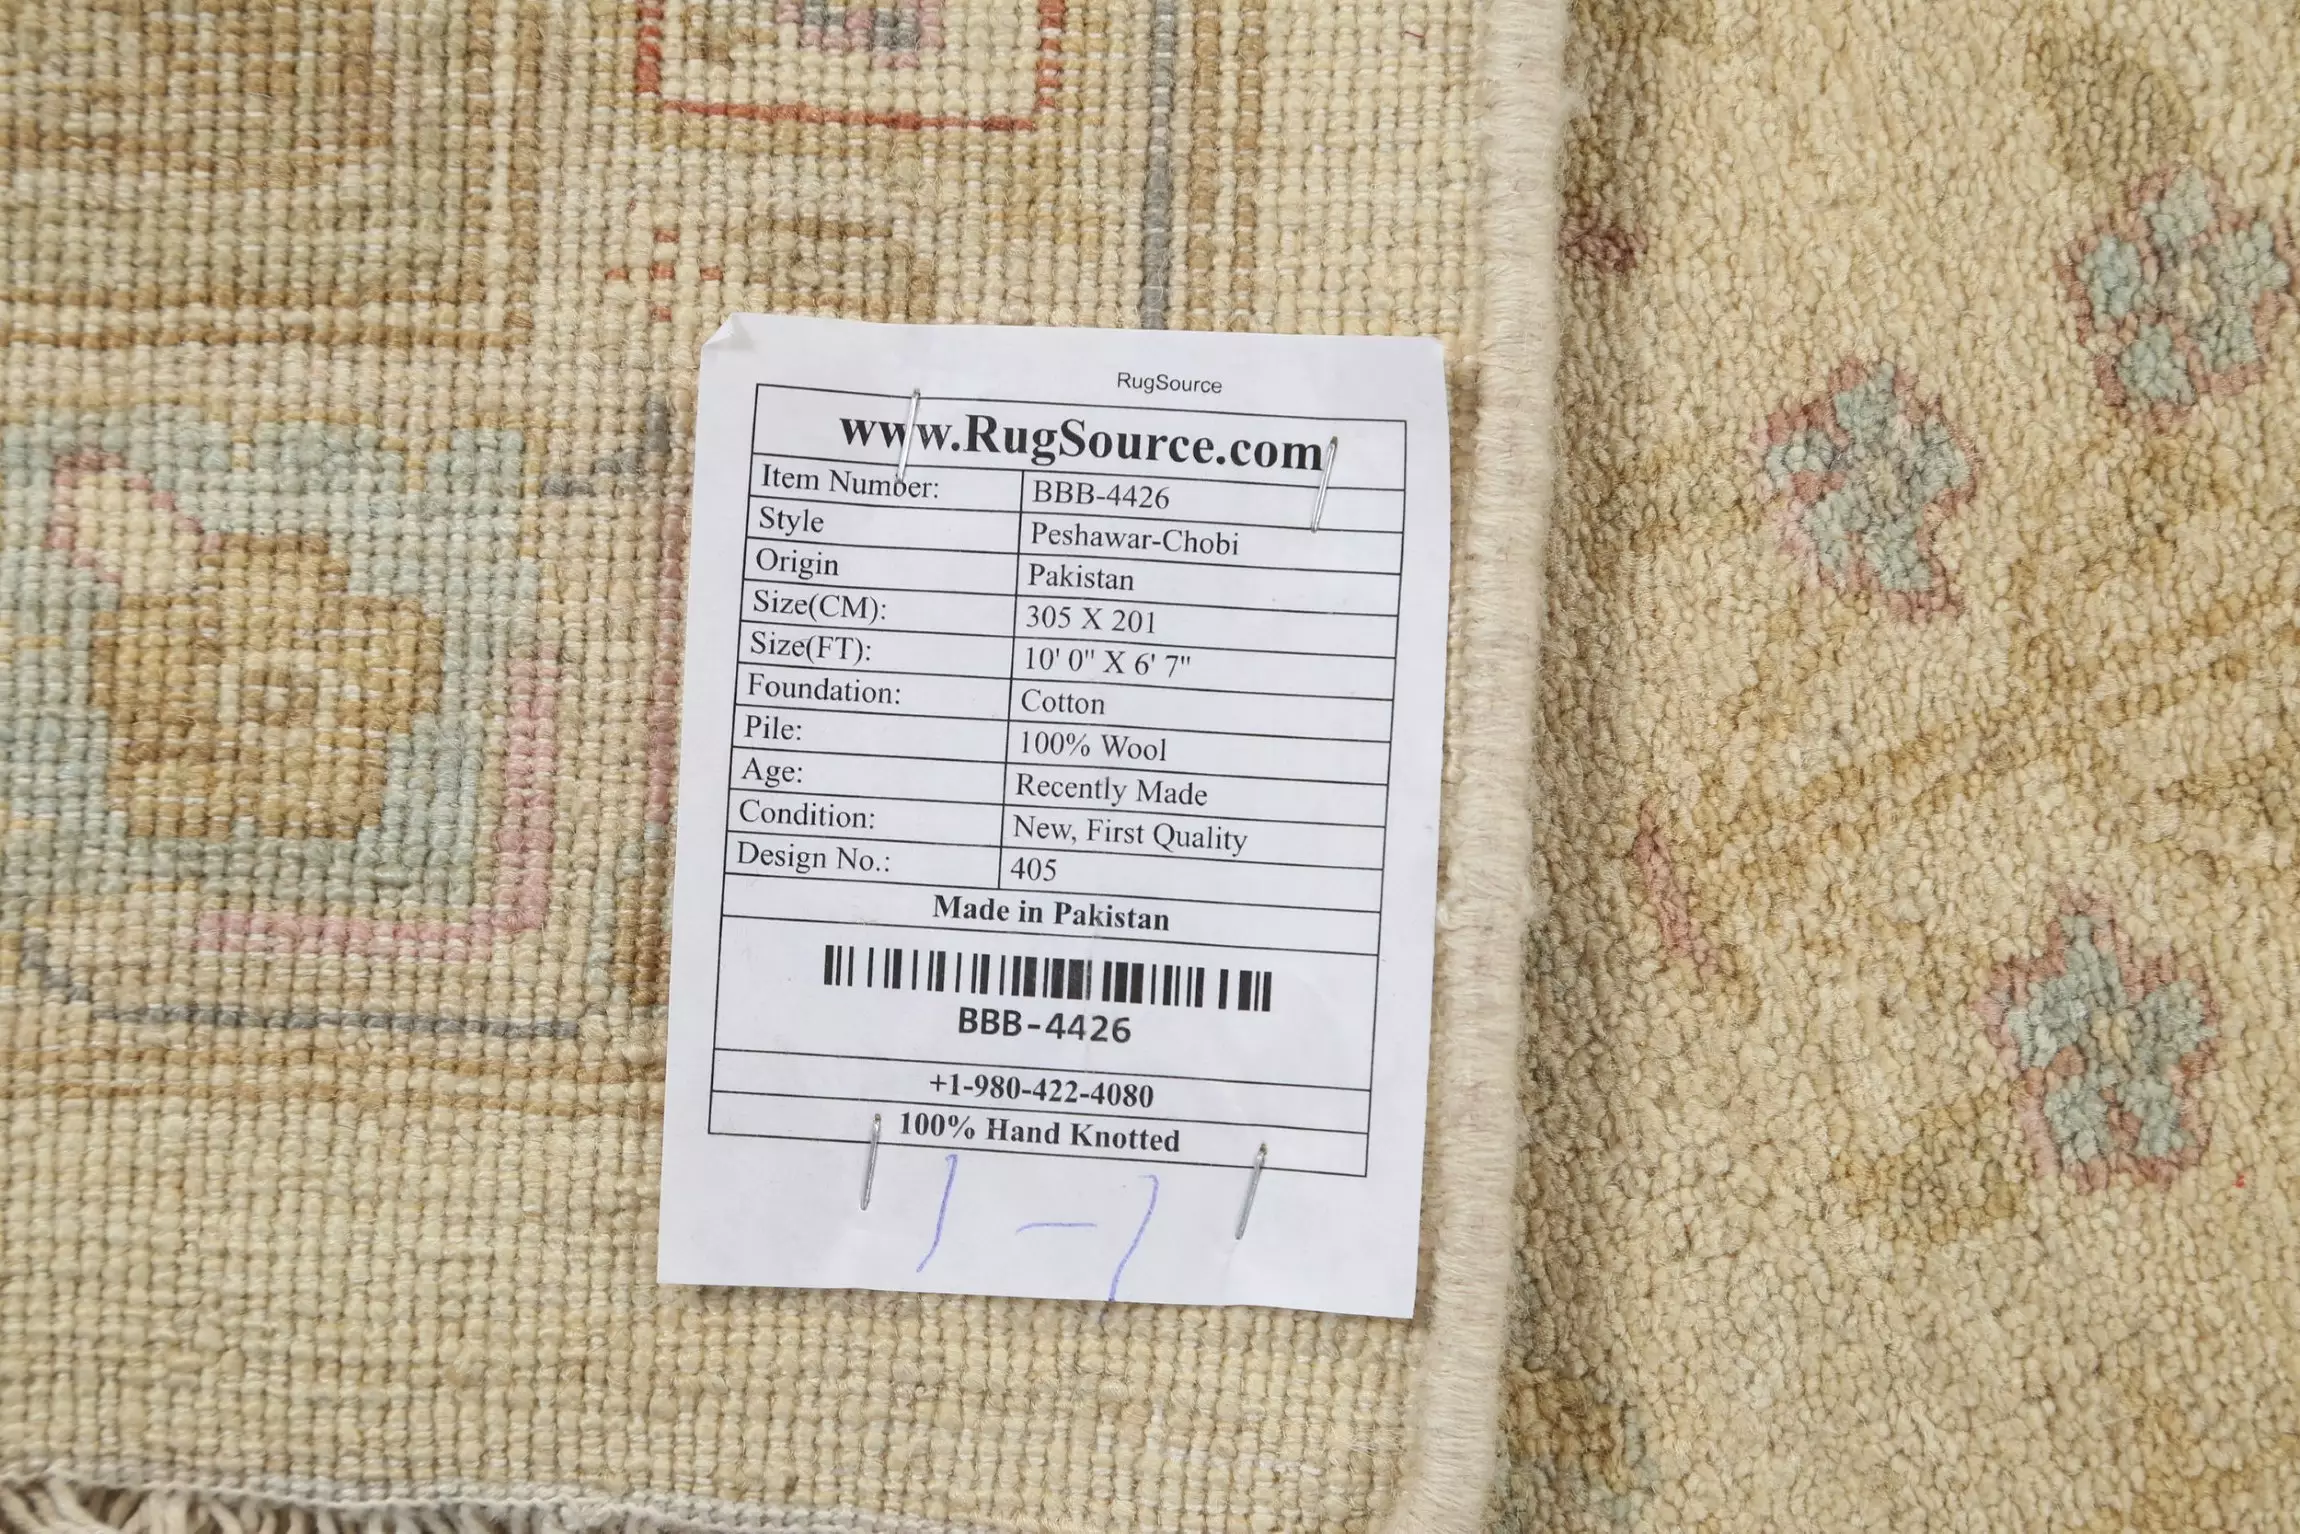 RugSource
www.RugSource.com
Item Number: BBB-4426
Style Peshawar-Chobi
Origin Pakistan
Size(CM): 305 X 201
Size(FT): 10' 0" X 6' 7"
Foundation: Cotton
Pile: 100% Wool
Age: Recently Made
Condition: New, First Quality
Design No.: 405
Made in Pakistan
BBB-4426
+1-980-422-4080
100% Hand Knotted
1-1